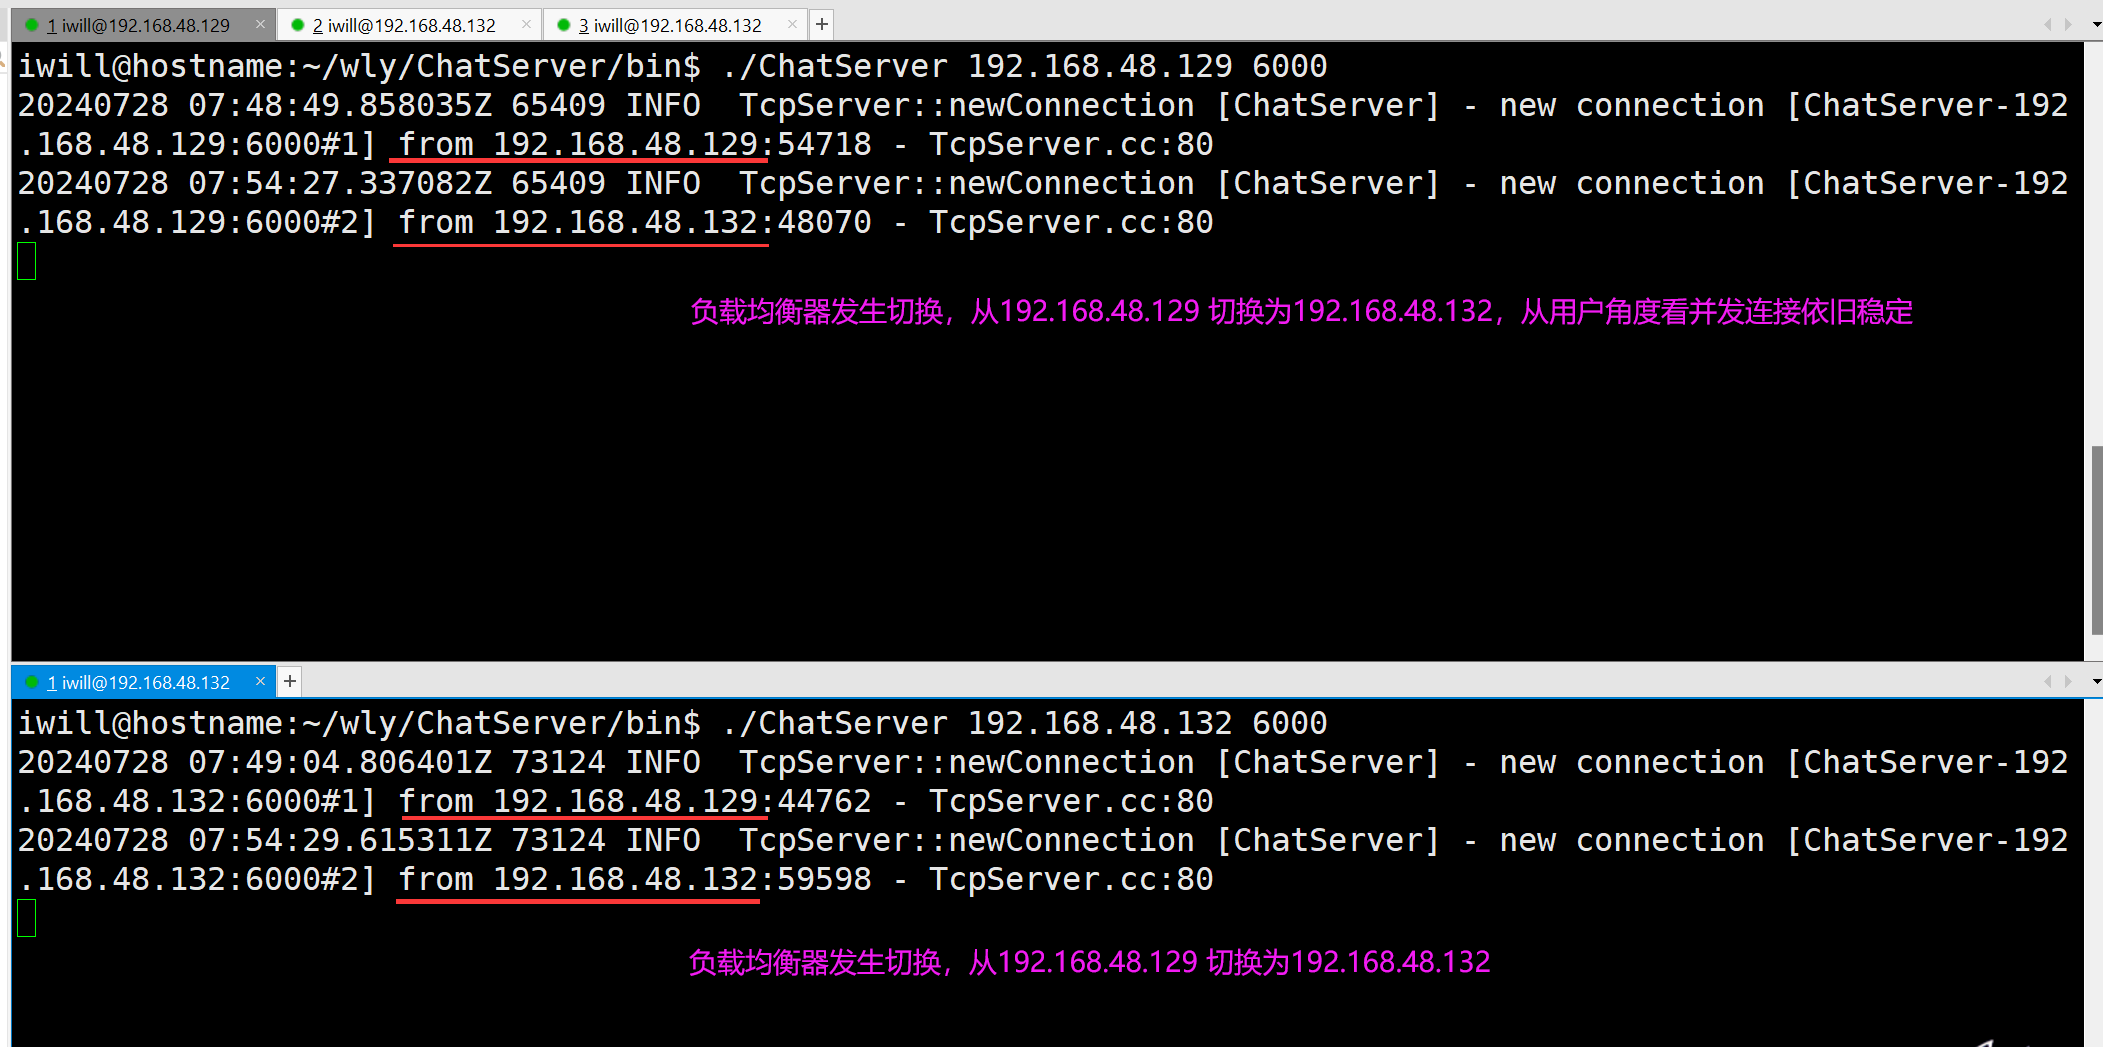 1 iwill@192.168.48.129 × 2 iwill@192.168.48.132 × 3 iwill@192.168.48.132 × +
iwill@hostname:~/wly/ChatServer/bin$ ./ChatServer 192.168.48.129 6000
20240728 07:48:49.858035Z 65409 INFO  TcpServer::newConnection [ChatServer] - new connection [ChatServer-192
.168.48.129:6000#1] from 192.168.48.129:54718 - TcpServer.cc:80
20240728 07:54:27.337082Z 65409 INFO  TcpServer::newConnection [ChatServer] - new connection [ChatServer-192
.168.48.129:6000#2] from 192.168.48.132:48070 - TcpServer.cc:80
负载均衡器发生切换，从192.168.48.129 切换为192.168.48.132，从用户角度看并发连接依旧稳定
1 iwill@192.168.48.132 × +
iwill@hostname:~/wly/ChatServer/bin$ ./ChatServer 192.168.48.132 6000
20240728 07:49:04.806401Z 73124 INFO  TcpServer::newConnection [ChatServer] - new connection [ChatServer-192
.168.48.132:6000#1] from 192.168.48.129:44762 - TcpServer.cc:80
20240728 07:54:29.615311Z 73124 INFO  TcpServer::newConnection [ChatServer] - new connection [ChatServer-192
.168.48.132:6000#2] from 192.168.48.132:59598 - TcpServer.cc:80
负载均衡器发生切换，从192.168.48.129 切换为192.168.48.132